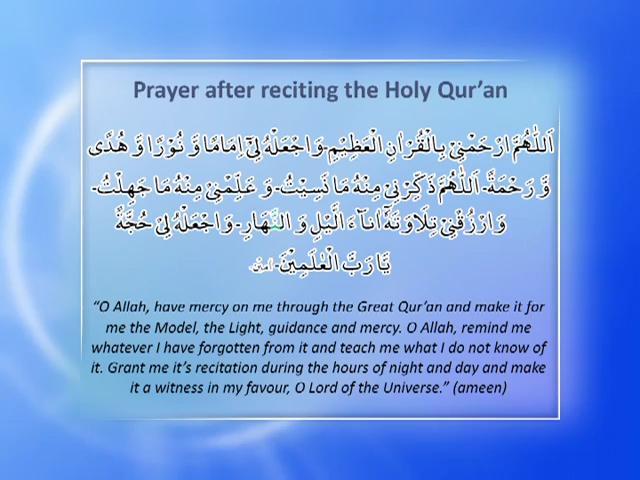 Prayer after reciting the Holy Qur’an
اَللّٰهُمَّ ارْحَمْنِيْ بِالْقُرْاٰنِ الْعَظِيْمِ۔ وَاجْعَلْهُ لِيْٓ اِمَامًا وَّ نُوْرًا وَّ هُدًى
وَّ رَحْمَةً۔ اَللّٰهُمَّ ذَكِّرْنِيْ مِنْهُ مَا نَسِيْتُ۔ وَ عَلِّمْنِيْ مِنْهُ مَا جَهِلْتُ۔
وَارْزُقْنِيْ تِلَاوَتَهٗٓ اٰنَآءَ الَّيْلِ وَ النَّهَارِ۔ وَاجْعَلْهُ لِيْ حُجَّةً
يَّا رَبَّ الْعٰلَمِيْنَ۔ اٰمين۔
“O Allah, have mercy on me through the Great Qur’an and make it for
me the Model, the Light, guidance and mercy. O Allah, remind me
whatever I have forgotten from it and teach me what I do not know of
it. Grant me it’s recitation during the hours of night and day and make
it a witness in my favour, O Lord of the Universe.” (ameen)